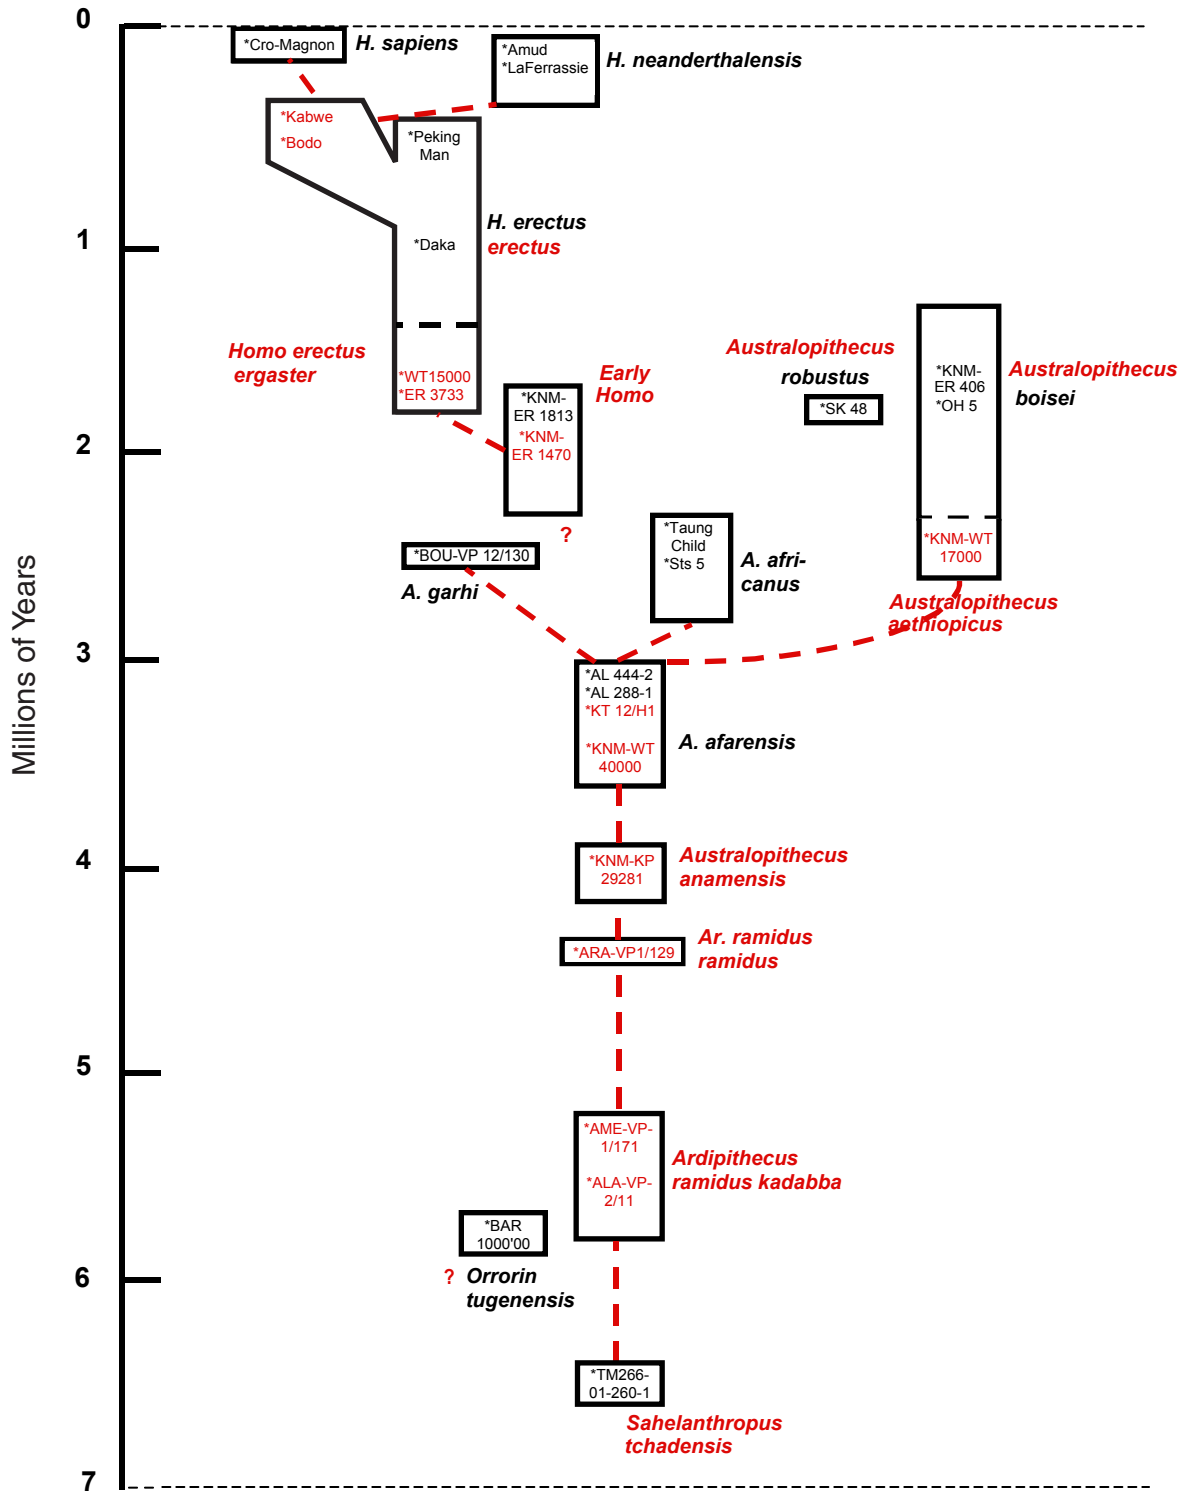 0
*Cro-Magnon
H. sapiens
*Amud
*LaFerrassie
H. neanderthalensis
*Kabwe
*Bodo
*Peking
Man
H. erectus
erectus
*Daka
1
Homo erectus
ergaster
*WT15000
*ER 3733
Early
Homo
*KNM-
ER 1813
*KNM-
ER 1470
Australopithecus
robustus
*SK 48
*KNM-
ER 406
*OH 5
Australopithecus
boisei
2
?
*BOU-VP 12/130
A. garhi
*Taung
Child
*Sts 5
A. afri-
canus
*KNM-WT
17000
Australopithecus
aethiopicus
Millions of Years
3
*AL 444-2
*AL 288-1
*KT 12/H1
*KNM-WT
40000
A. afarensis
4
*KNM-KP
29281
Australopithecus
anamensis
*ARA-VP1/129
Ar. ramidus
ramidus
5
*AME-VP-
1/171
*ALA-VP-
2/11
Ardipithecus
ramidus kadabba
*BAR
1000'00
6
? Orrorin
tugenensis
*TM266-
01-260-1
Sahelanthropus
tchadensis
7